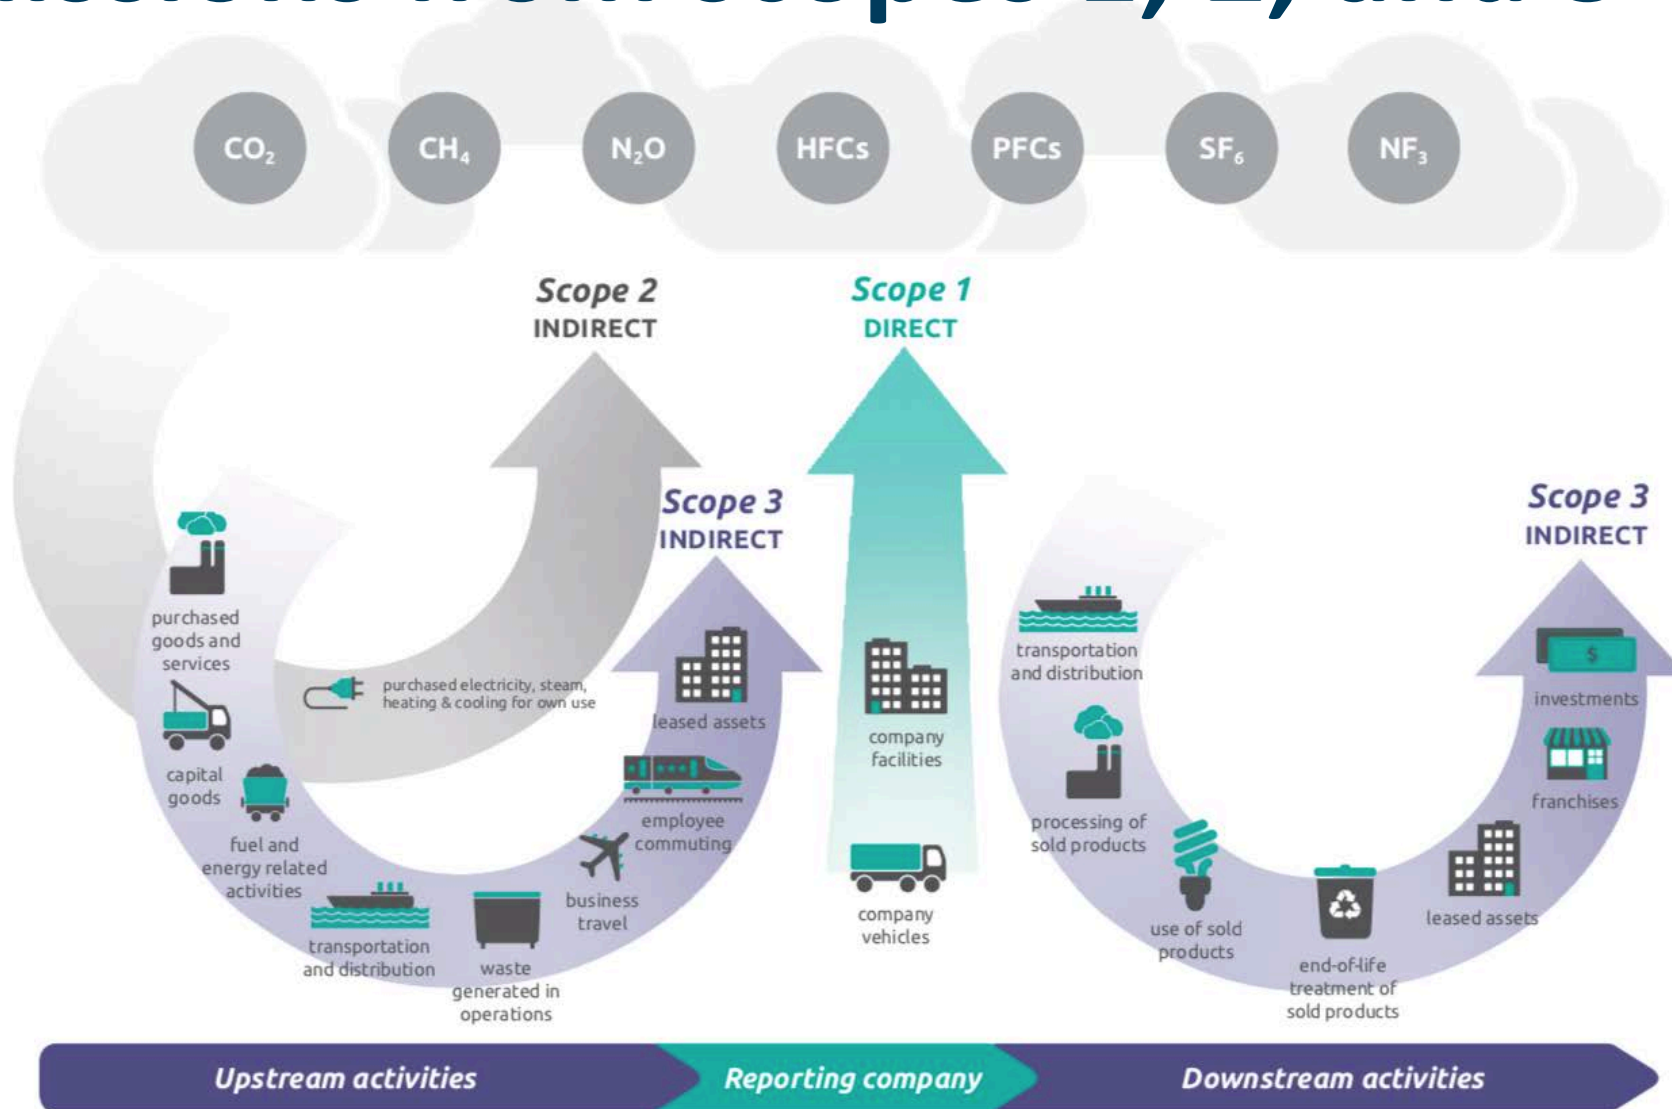 CO₂ CH₄ N₂O HFCs PFCs SF₆ NF₃
Scope 2
INDIRECT
Scope 1
DIRECT
Scope 3
INDIRECT
Scope 3
INDIRECT
purchased
goods and
services
capital
goods
fuel and
energy related
activities
transportation
and distribution
waste
generated in
operations
business
travel
employee
commuting
leased assets
purchased electricity, steam,
heating & cooling for own use
company
facilities
company
vehicles
transportation
and distribution
processing of
sold products
use of sold
products
end-of-life
treatment of
sold products
leased assets
franchises
$
investments
Upstream activities
Reporting company
Downstream activities